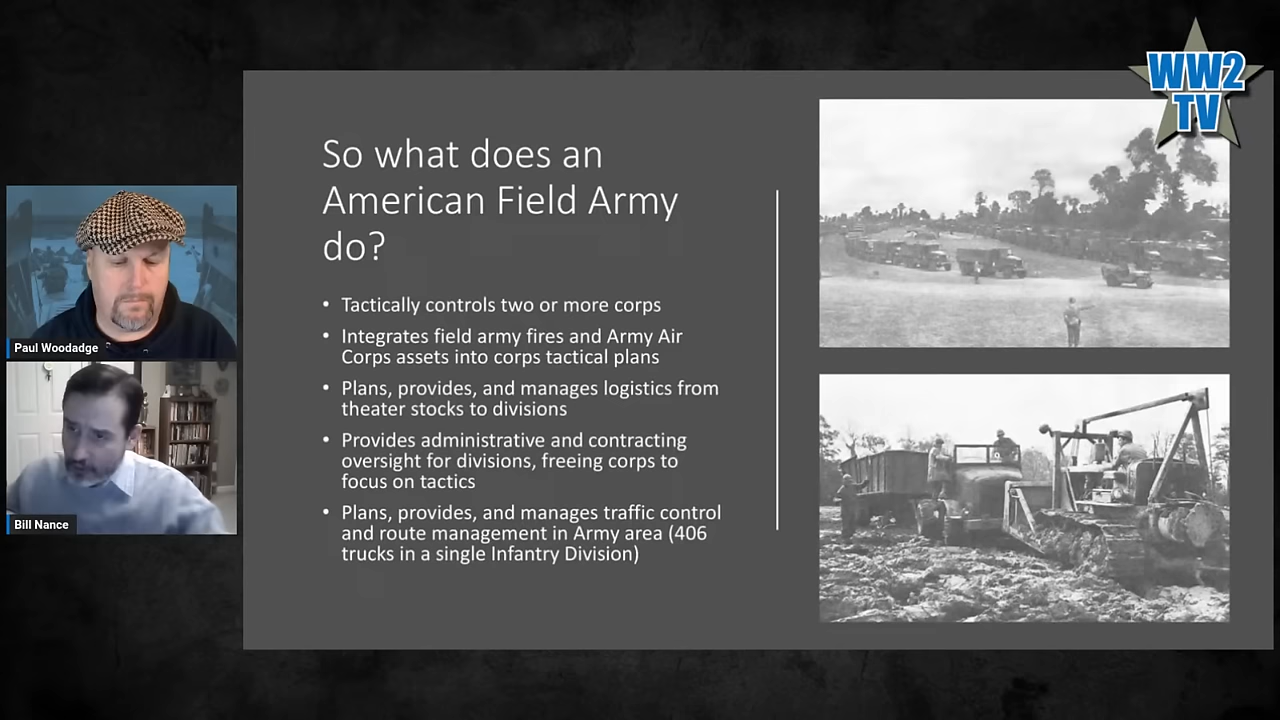 WW2
TV
So what does an
American Field Army
do?
• Tactically controls two or more corps
• Integrates field army fires and Army Air
Corps assets into corps tactical plans
• Plans, provides, and manages logistics from
theater stocks to divisions
• Provides administrative and contracting
oversight for divisions, freeing corps to
focus on tactics
• Plans, provides, and manages traffic control
and route management in Army area (406
trucks in a single Infantry Division)
Paul Woodadge
Bill Nance